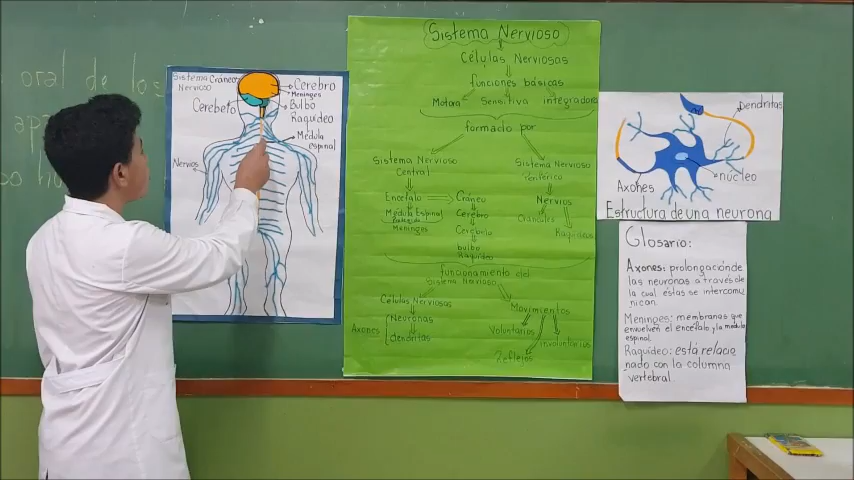 oral de los
Sistema
Nervioso
Cráneo
Cerebro
Meninges
Cerebelo
Bulbo
Raquídeo
Médula
espinal
Nervios
Sistema Nervioso
Células Nerviosas
funciones básicas
Motora Sensitiva integradora
formado por
Sistema Nervioso
Central
Sistema Nervioso
Periférico
Encéfalo
Médula Espinal
Meninges
Cráneo
Cerebro
bulbo
Raquídeo
Nervios
Craneales
Raquídeos
funcionamiento del
Sistema Nervioso
Células Nerviosas
Neuronas
Axones
dendritas
Movimientos
Voluntarios
involuntarios
Reflejos
Dendritas
núcleo
Axones
Estructura de una neurona
Glosario:
Axones: prolongación de
las neuronas a través de
la cual estas se intercomu
nican.
Meninges: membranas que
envuelven el encéfalo y la médula
espinal.
Raquídeo: está relacio
nado con la columna
vertebral.